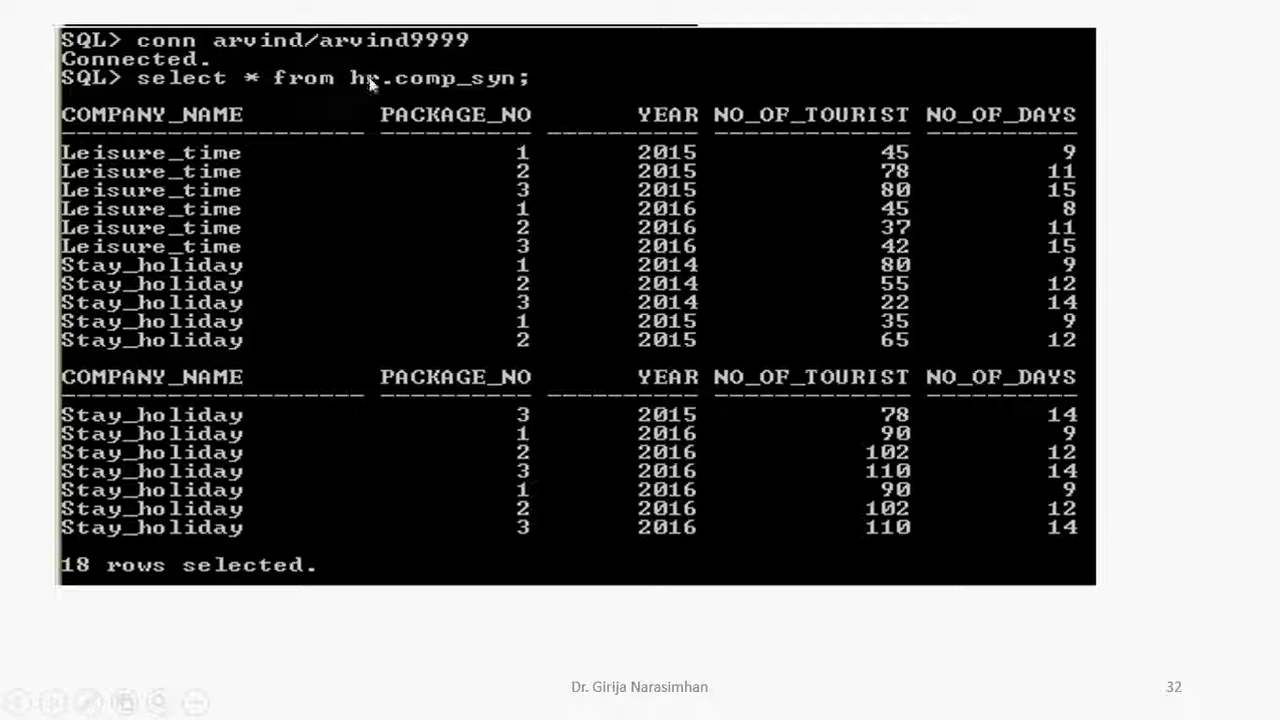 SQL> conn arvind/arvind9999
Connected.
SQL> select * from hr.comp_syn;
COMPANY_NAME PACKAGE_NO YEAR NO_OF_TOURIST NO_OF_DAYS
Leisure_time 1 2015 45 9
Leisure_time 2 2015 78 11
Leisure_time 3 2015 80 15
Leisure_time 1 2016 45 8
Leisure_time 2 2016 37 11
Leisure_time 3 2016 42 15
Stay_holiday 1 2014 80 9
Stay_holiday 2 2014 55 12
Stay_holiday 3 2014 22 14
Stay_holiday 1 2015 35 9
Stay_holiday 2 2015 65 12
COMPANY_NAME PACKAGE_NO YEAR NO_OF_TOURIST NO_OF_DAYS
Stay_holiday 3 2015 78 14
Stay_holiday 1 2016 90 9
Stay_holiday 2 2016 102 12
Stay_holiday 3 2016 110 14
Stay_holiday 1 2016 90 9
Stay_holiday 2 2016 102 12
Stay_holiday 3 2016 110 14
18 rows selected.
Dr. Girija Narasimhan 32